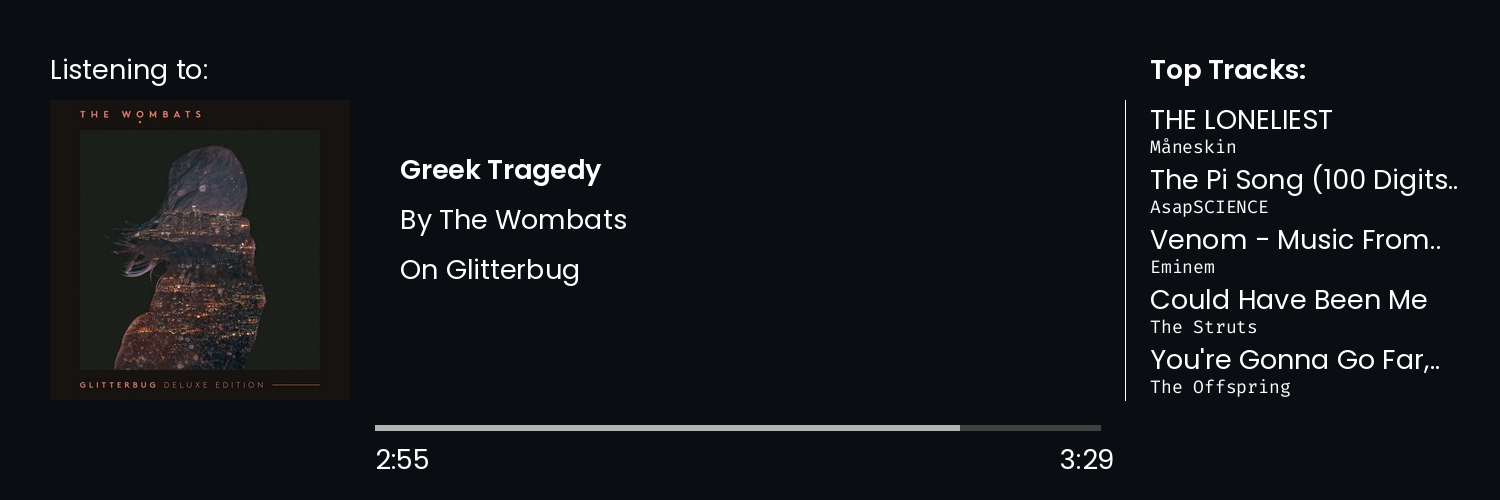 Listening to:
THE WOMBATS
GLITTERBUG DELUXE EDITION
Greek Tragedy
By The Wombats
On Glitterbug
2:55
3:29
Top Tracks:
THE LONELIEST
Måneskin
The Pi Song (100 Digits..
AsapSCIENCE
Venom - Music From..
Eminem
Could Have Been Me
The Struts
You're Gonna Go Far,..
The Offspring